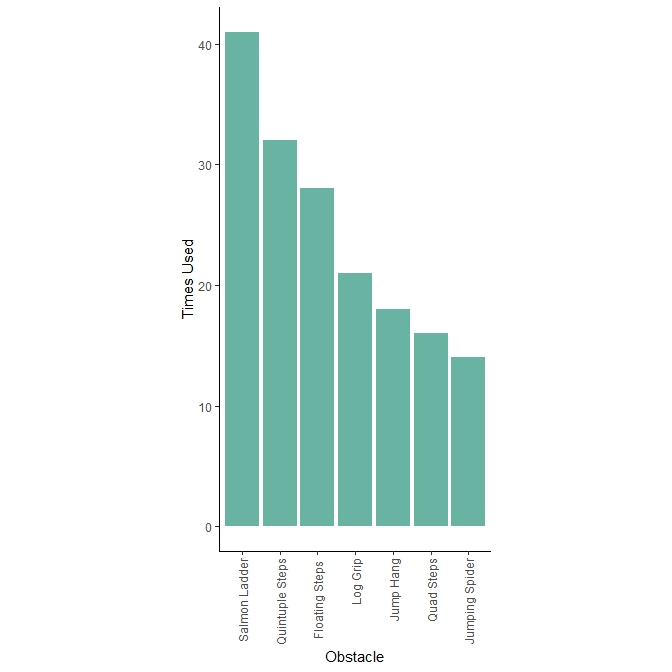 40
30
20
10
0
Times Used
Salmon Ladder
Quintuple Steps
Floating Steps
Log Grip
Jump Hang
Quad Steps
Jumping Spider
Obstacle